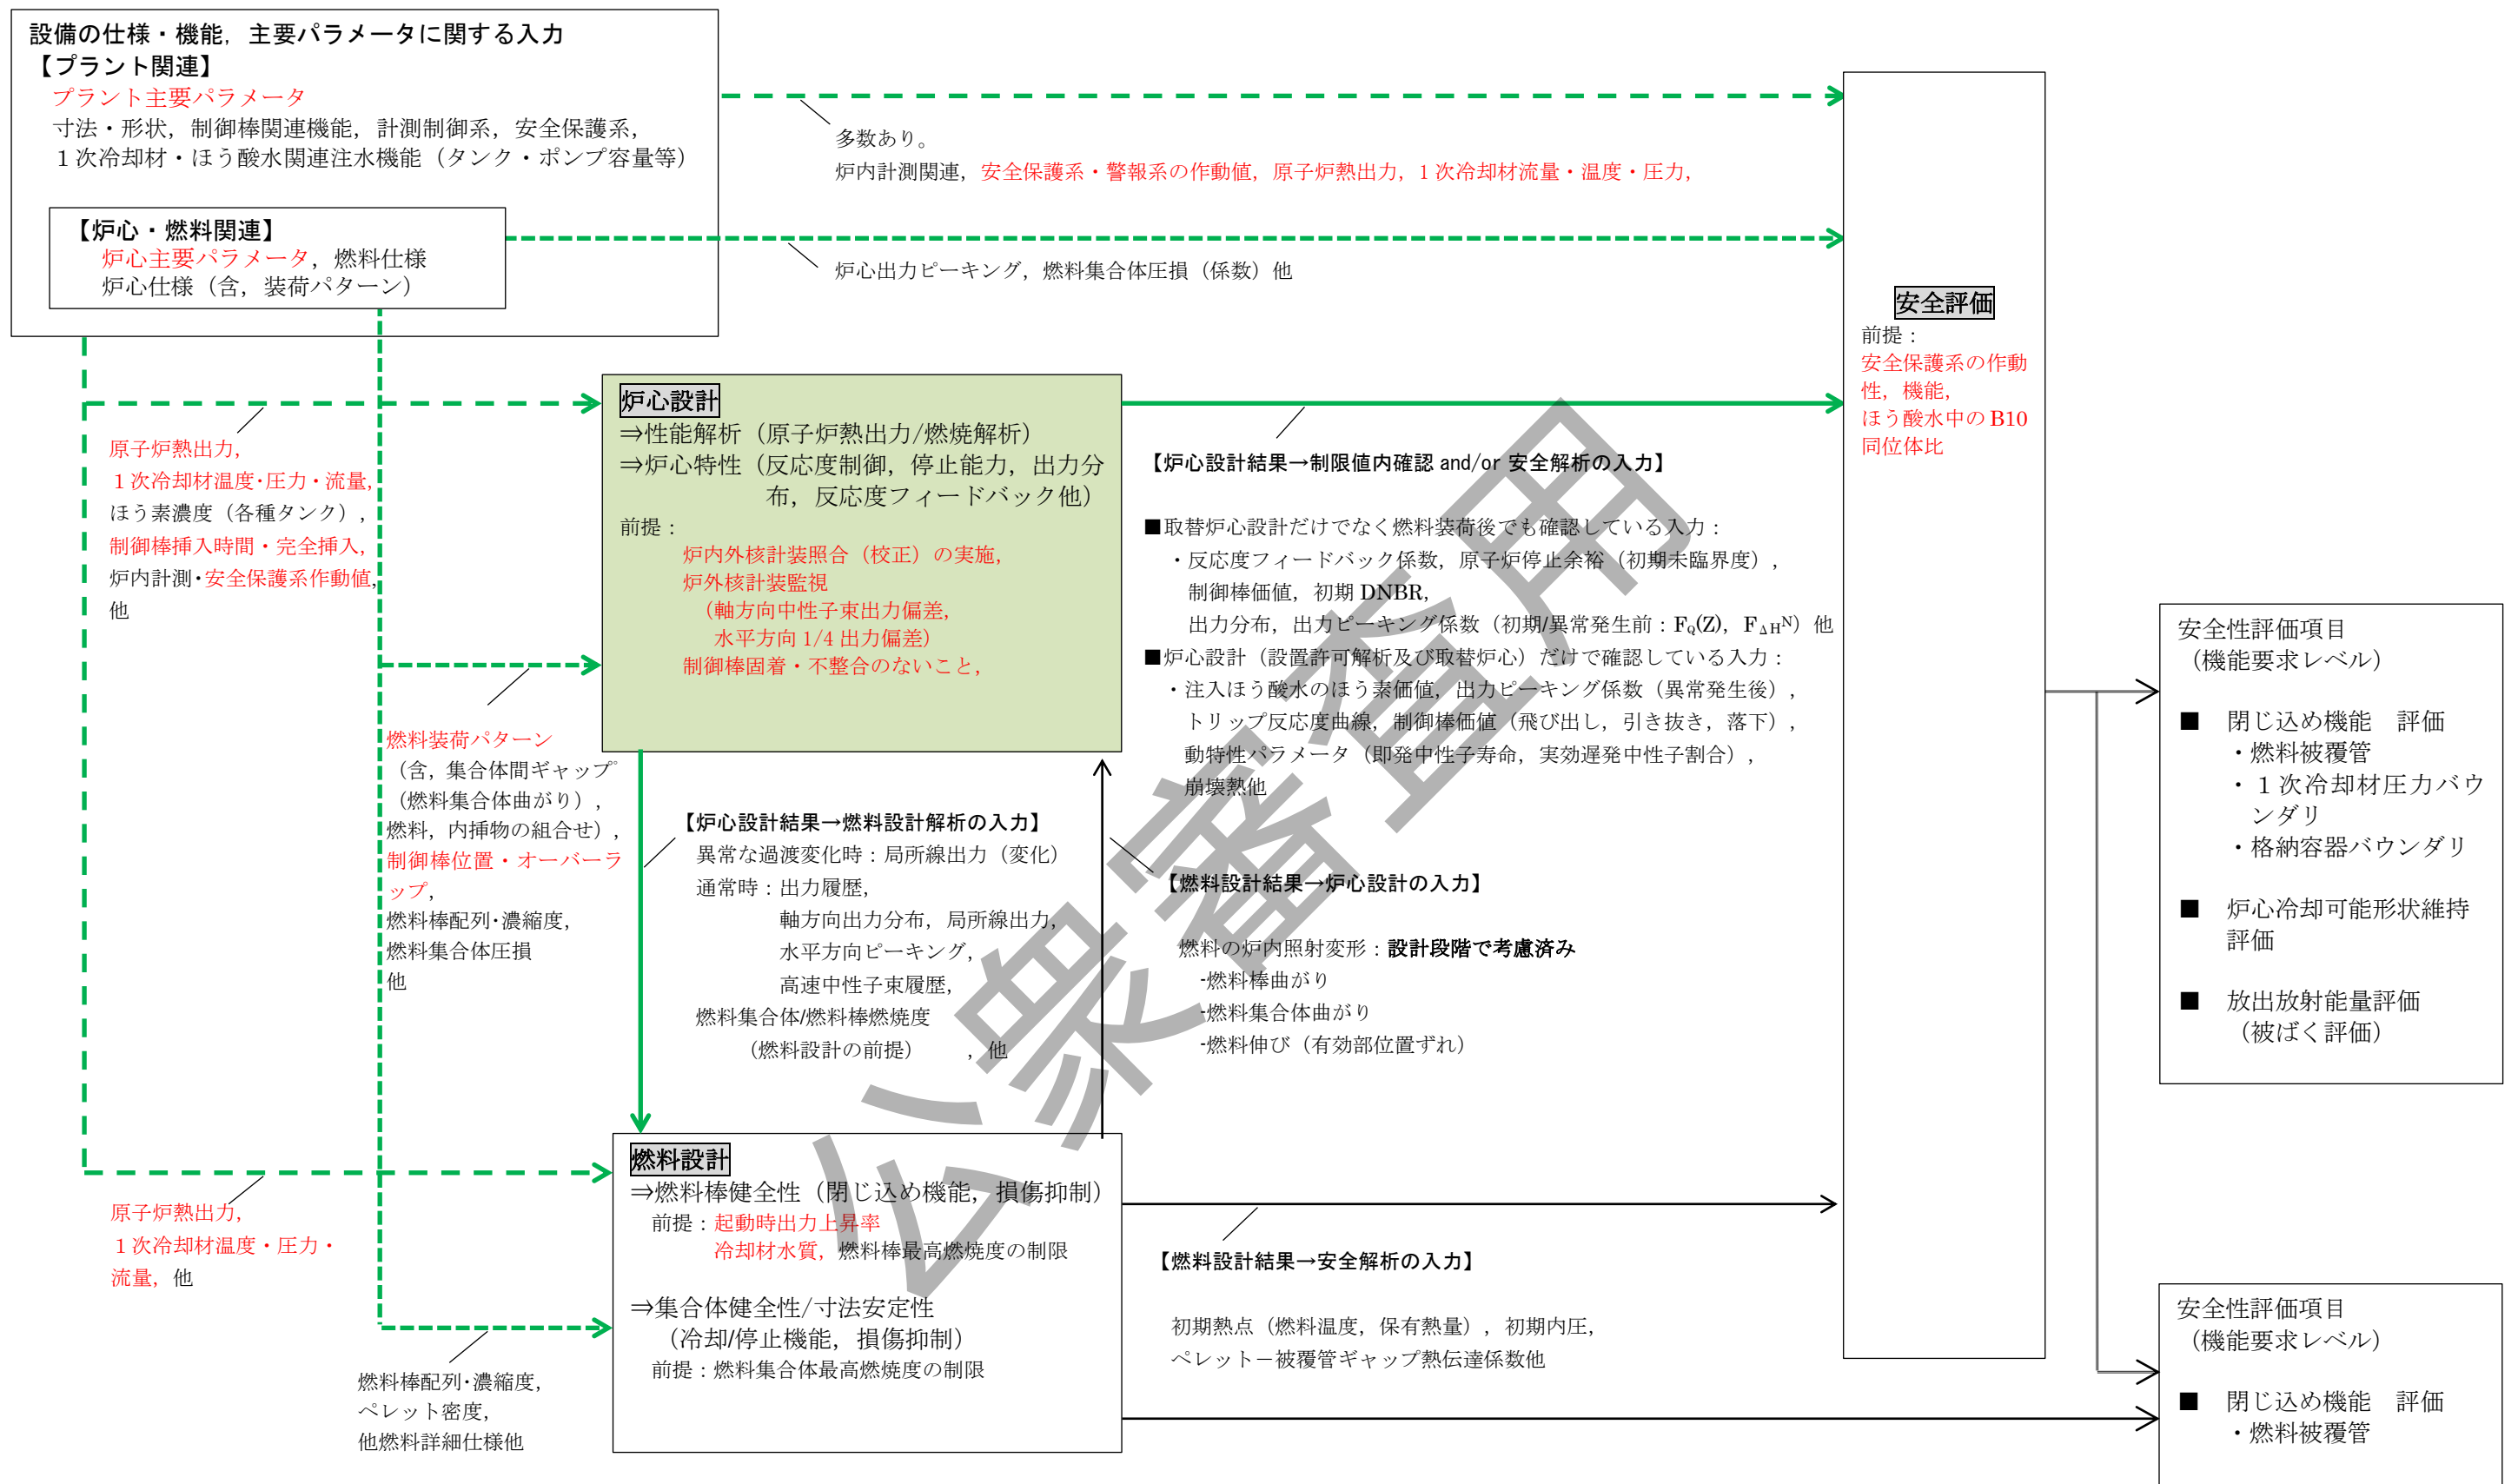 設備の仕様・機能，主要パラメータに関する入力
【プラント関連】
プラント主要パラメータ
寸法・形状，制御棒関連機能，計測制御系，安全保護系，
１次冷却材・ほう酸水関連注水機能（タンク・ポンプ容量等）
【炉心・燃料関連】
炉心主要パラメータ，燃料仕様
炉心仕様（含，装荷パターン）
多数あり。
炉内計測関連，安全保護系・警報系の作動値，原子炉熱出力，１次冷却材流量・温度・圧力，
炉心出力ピーキング，燃料集合体圧損（係数）他
安全評価
前提：
安全保護系の作動
性，機能，
ほう酸水中の B10
同位体比
原子炉熱出力，
１次冷却材温度・圧力・流量，
ほう素濃度（各種タンク），
制御棒挿入時間・完全挿入，
炉内計測・安全保護系作動値，
他
炉心設計
⇒性能解析（原子炉熱出力/燃焼解析）
⇒炉心特性（反応度制御，停止能力，出力分
布，反応度フィードバック他）
前提：
炉内外核計装照合（校正）の実施，
炉外核計装監視
（軸方向中性子束出力偏差，
水平方向 1/4 出力偏差）
制御棒固着・不整合のないこと，
【炉心設計結果→制限値内確認 and/or 安全解析の入力】
■取替炉心設計だけでなく燃料装荷後でも確認している入力：
・反応度フィードバック係数，原子炉停止余裕（初期未臨界度），
制御棒価値，初期 DNBR，
出力分布，出力ピーキング係数（初期/異常発生前：FQ(Z)，FΔHN）他
■炉心設計（設置許可解析及び取替炉心）だけで確認している入力：
・注入ほう酸水のほう素価値，出力ピーキング係数（異常発生後），
トリップ反応度曲線，制御棒価値（飛び出し，引き抜き，落下），
動特性パラメータ（即発中性子寿命，実効遅発中性子割合），
崩壊熱他
燃料装荷パターン
（含，集合体間ギャップ
（燃料集合体曲がり），
燃料，内挿物の組合せ），
制御棒位置・オーバーラ
ップ，
燃料棒配列・濃縮度，
燃料集合体圧損
他
【炉心設計結果→燃料設計解析の入力】
異常な過渡変化時：局所線出力（変化）
通常時：出力履歴，
軸方向出力分布，局所線出力，
水平方向ピーキング，
高速中性子束履歴，
燃料集合体/燃料棒燃焼度
（燃料設計の前提）　，他
【燃料設計結果→炉心設計の入力】
燃料の炉内照射変形：設計段階で考慮済み
-燃料棒曲がり
-燃料集合体曲がり
-燃料伸び（有効部位置ずれ）
安全性評価項目
（機能要求レベル）
■　閉じ込め機能　評価
・燃料被覆管
・１次冷却材圧力バウ
ンダリ
・格納容器バウンダリ
■　炉心冷却可能形状維持
評価
■　放出放射能量評価
（被ばく評価）
原子炉熱出力，
１次冷却材温度・圧力・
流量，他
燃料設計
⇒燃料棒健全性（閉じ込め機能，損傷抑制）
前提：起動時出力上昇率
冷却材水質，燃料棒最高燃焼度の制限
⇒集合体健全性/寸法安定性
（冷却/停止機能，損傷抑制）
前提：燃料集合体最高燃焼度の制限
【燃料設計結果→安全解析の入力】
初期熱点（燃料温度，保有熱量），初期内圧，
ペレット－被覆管ギャップ熱伝達係数他
燃料棒配列・濃縮度，
ペレット密度，
他燃料詳細仕様他
安全性評価項目
（機能要求レベル）
■　閉じ込め機能　評価
・燃料被覆管
公衆審査用